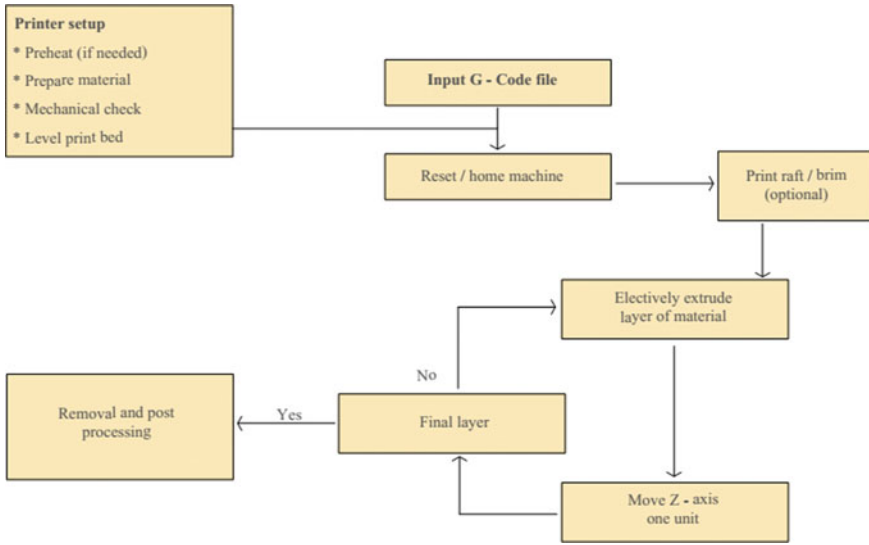 Printer setup
* Preheat (if needed)
* Prepare material
* Mechanical check
* Level print bed
Input G - Code file
Reset / home machine
Print raft / brim
(optional)
Electively extrude
layer of material
No
Removal and post
processing
Yes
Final layer
Move Z - axis
one unit